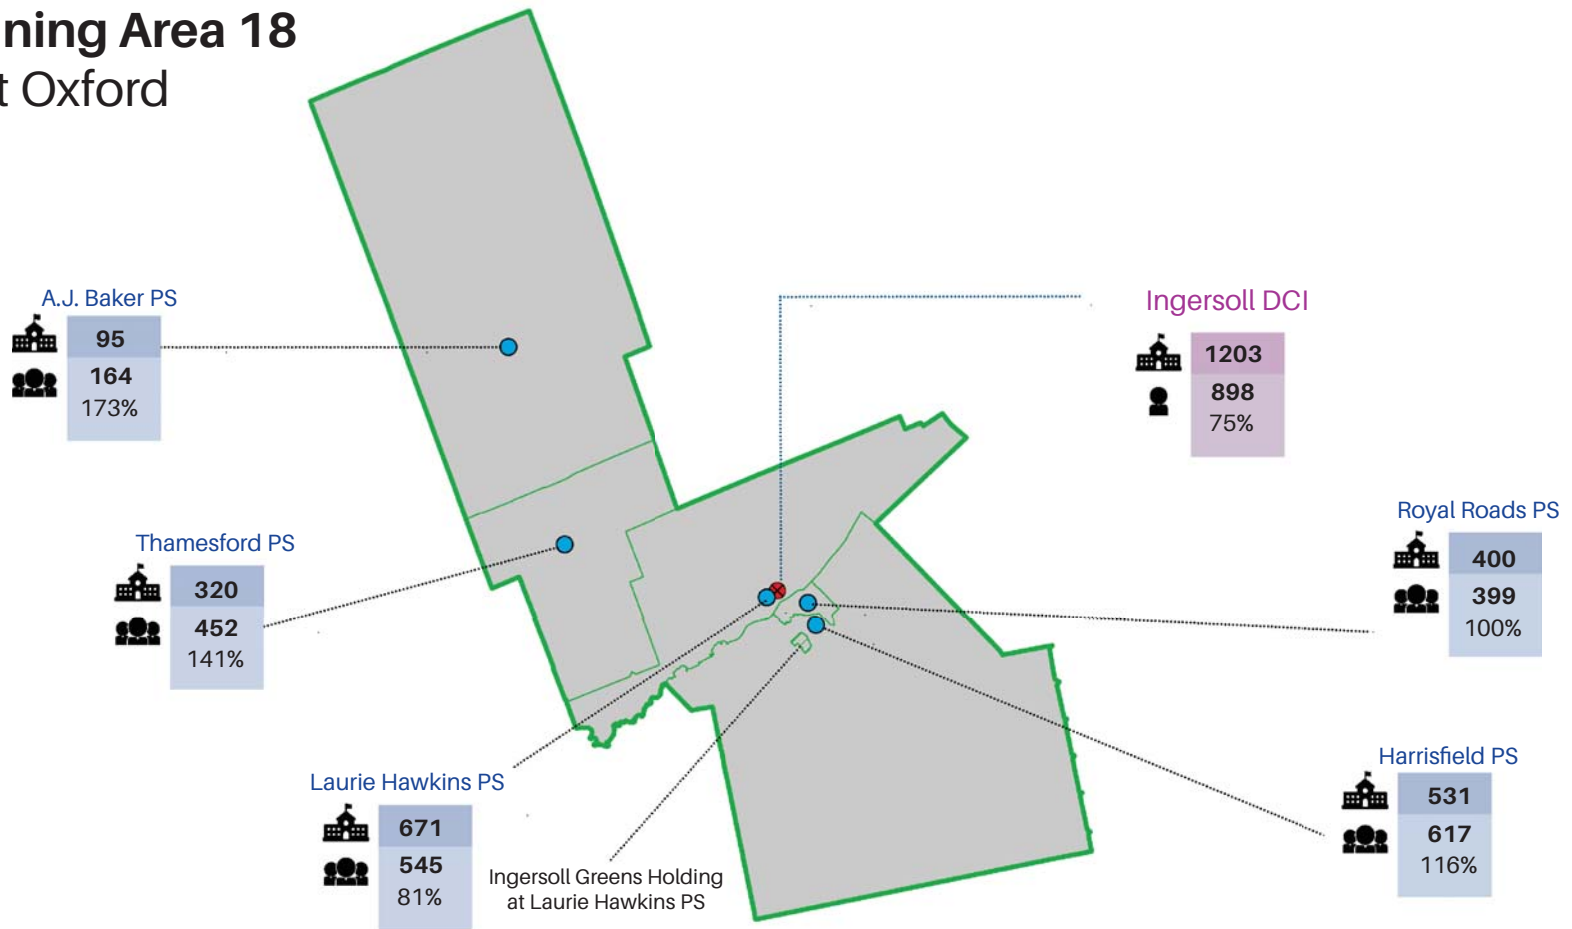 ning Area 18
t Oxford
A.J. Baker PS
95
164
173%
Ingersoll DCI
1203
898
75%
Thamesford PS
320
452
141%
Royal Roads PS
400
399
100%
Laurie Hawkins PS
671
545
81%
Ingersoll Greens Holding
at Laurie Hawkins PS
Harrisfield PS
531
617
116%